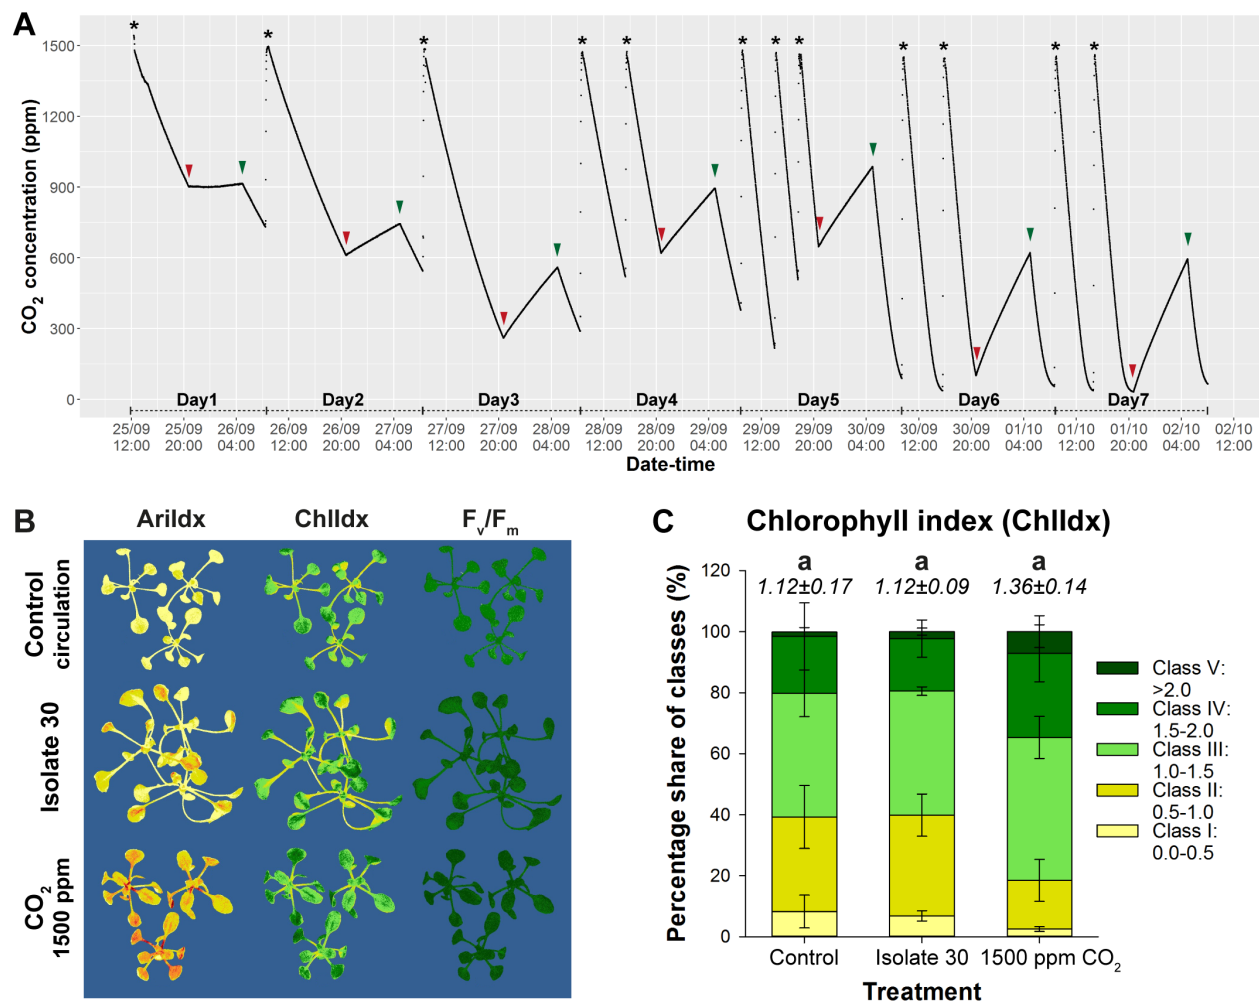 A
* * * * * * * * * * * *
CO2 concentration (ppm)
1500
1200
900
600
300
0
Day1 Day2 Day3 Day4 Day5 Day6 Day7
25/09 25/09 26/09 26/09 26/09 27/09 27/09 27/09 28/09 28/09 28/09 29/09 29/09 29/09 30/09 30/09 30/09 01/10 01/10 01/10 02/10 02/10
12:00 20:00 04:00 12:00 20:00 04:00 12:00 20:00 04:00 12:00 20:00 04:00 12:00 20:00 04:00 12:00 20:00 04:00 12:00 20:00 04:00 12:00
Date-time
B
AriIdx ChlIdx Fv/Fm
Control
circulation
Isolate 30
CO2
1500 ppm
C Chlorophyll index (ChlIdx)
a a a
1.12±0.17 1.12±0.09 1.36±0.14
Percentage share of classes (%)
120
100
80
60
40
20
0
Control Isolate 30 1500 ppm CO2
Treatment
Class V:
>2.0
Class IV:
1.5-2.0
Class III:
1.0-1.5
Class II:
0.5-1.0
Class I:
0.0-0.5